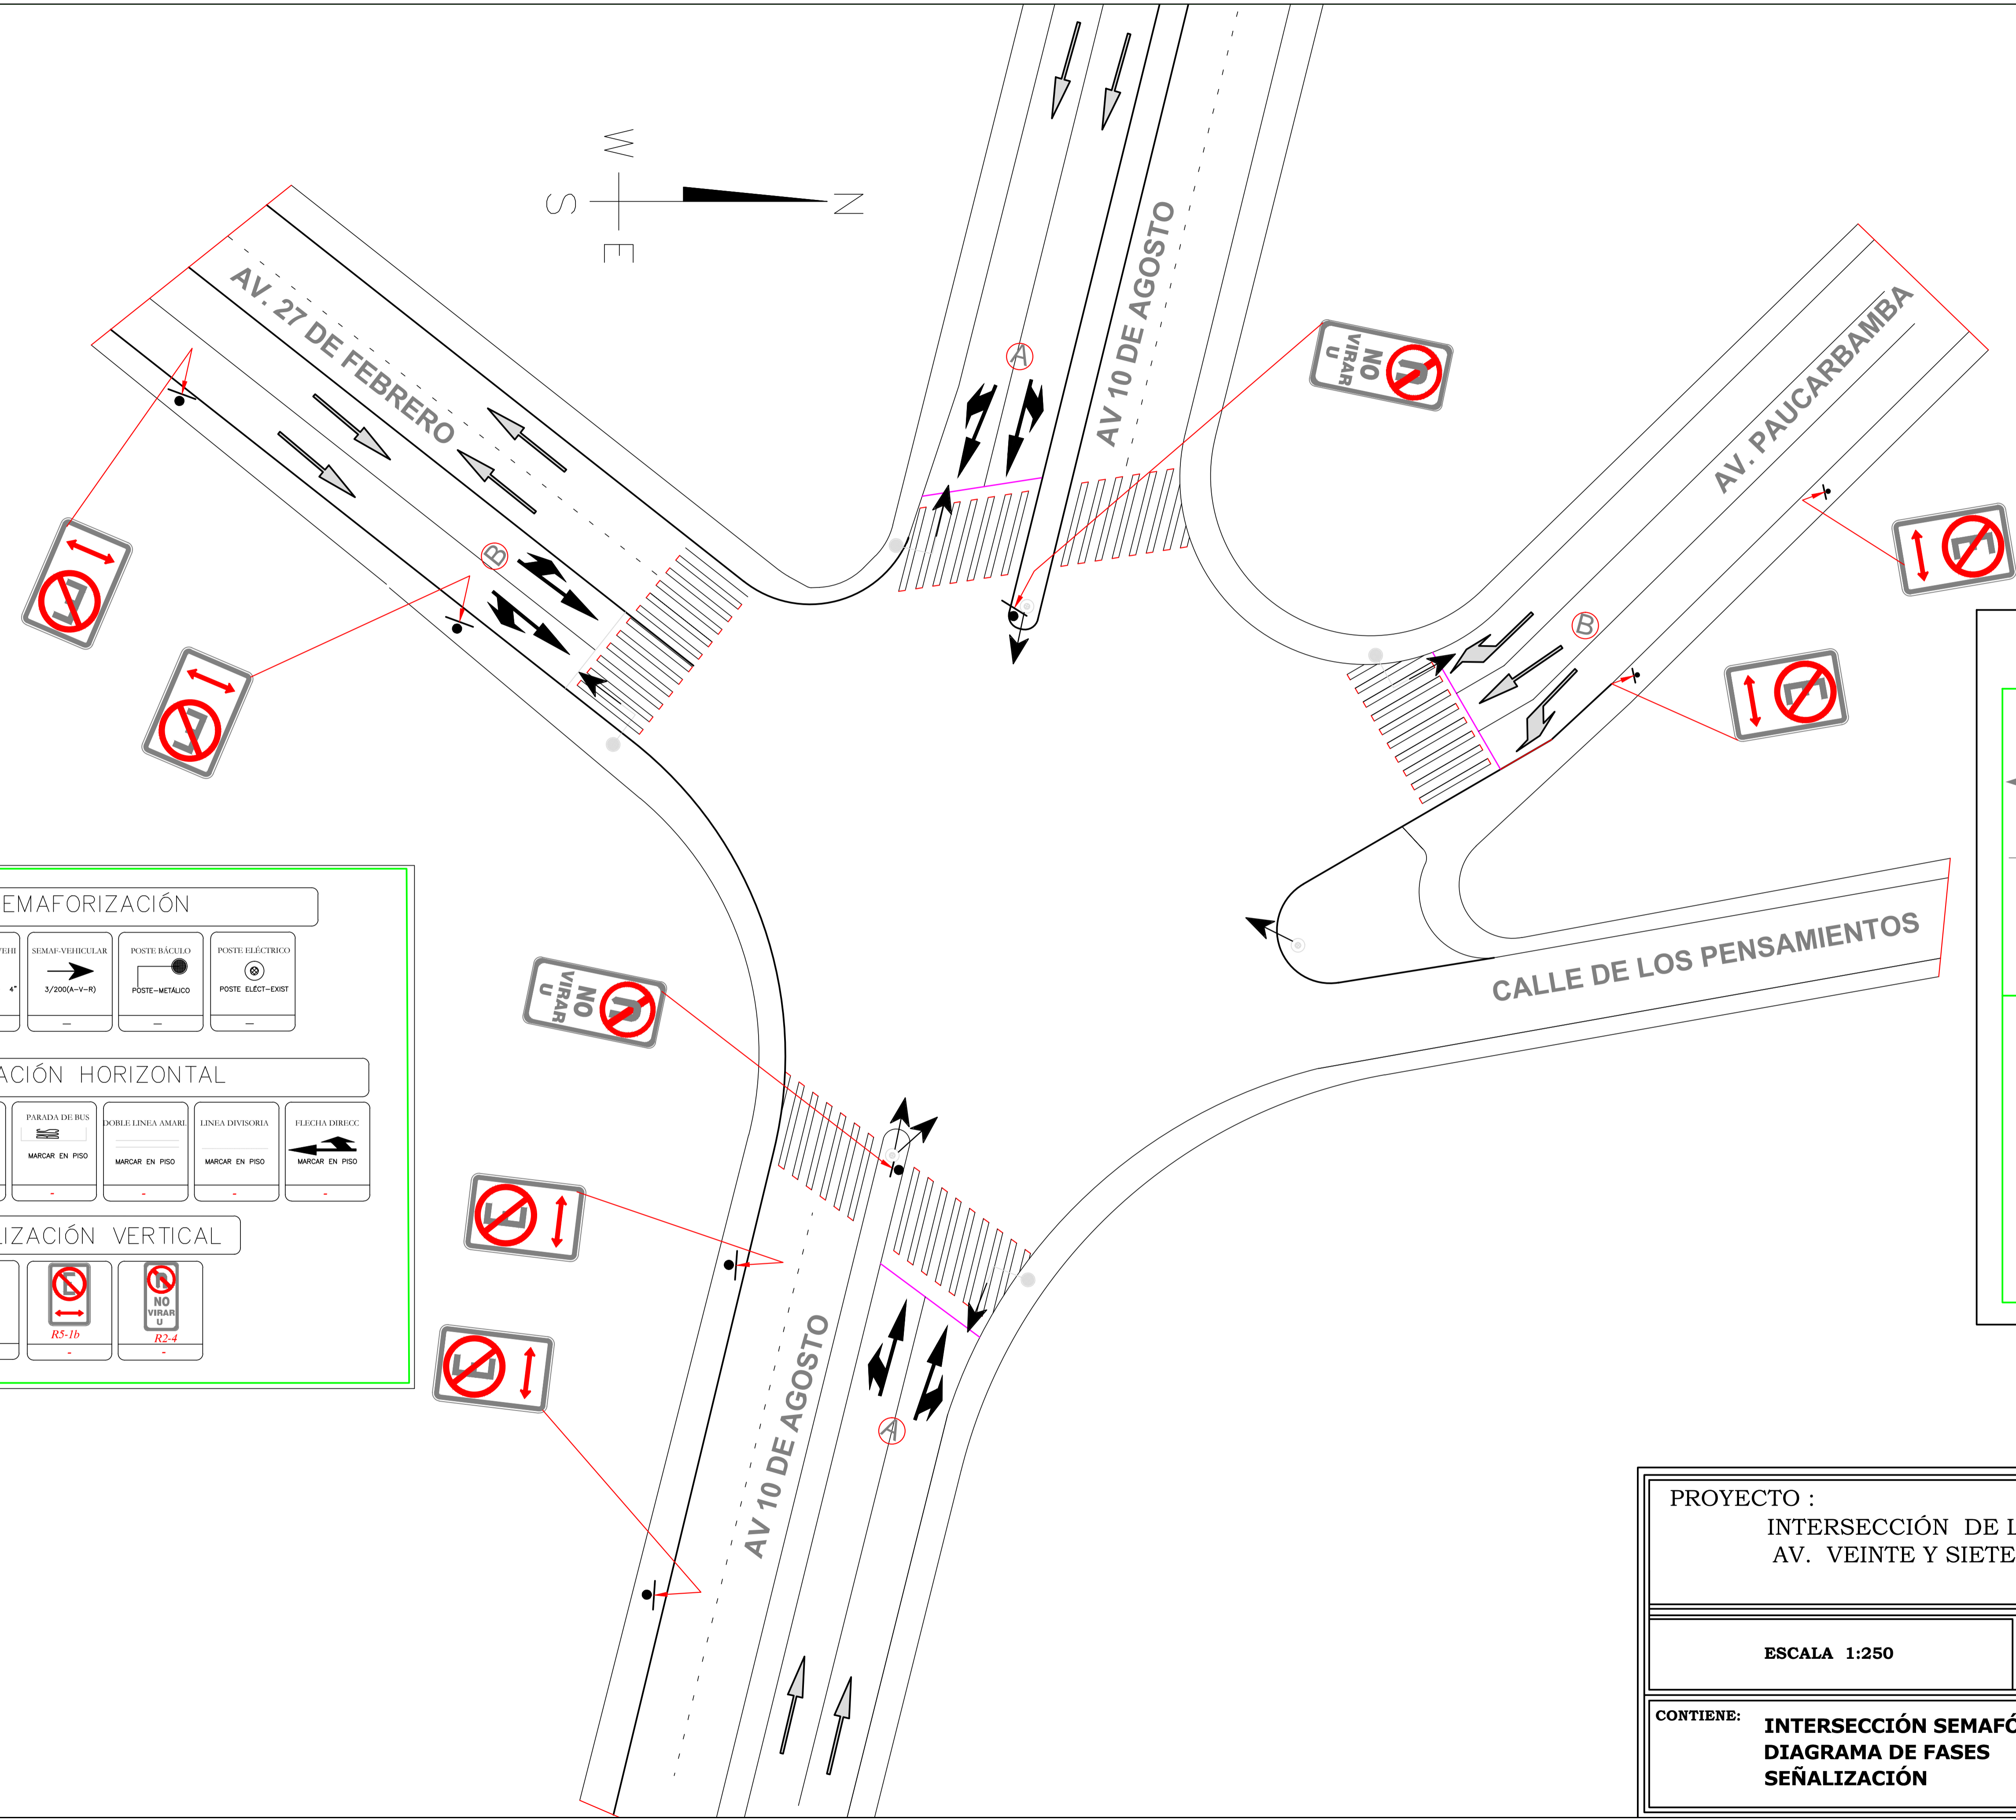 W
S
N
E
AV. 27 DE FEBRERO
AV 10 DE AGOSTO
AV. PAUCARBAMBA
A
B
B
NO
VIRAR
U
E
E
E
E
CALLE DE LOS PENSAMIENTOS
NO
VIRAR
U
E
E
AV 10 DE AGOSTO
A
EMAFORIZACIÓN
VEHI
4"
SEMAF-VEHICULAR
3/200(A-V-R)
POSTE BÁCULO
POSTE-METÁLICO
POSTE ELÉCTRICO
POSTE ELÉCT-EXIST
ACIÓN HORIZONTAL
PARADA DE BUS
MARCAR EN PISO
DOBLE LINEA AMARL
MARCAR EN PISO
LINEA DIVISORIA
MARCAR EN PISO
FLECHA DIRECC
MARCAR EN PISO
LIZACIÓN VERTICAL
E
R5-1b
NO
VIRAR
U
R2-4
PROYECTO :
INTERSECCIÓN DE L
AV. VEINTE Y SIETE
ESCALA 1:250
CONTIENE:
INTERSECCIÓN SEMAFÓ
DIAGRAMA DE FASES
SEÑALIZACIÓN